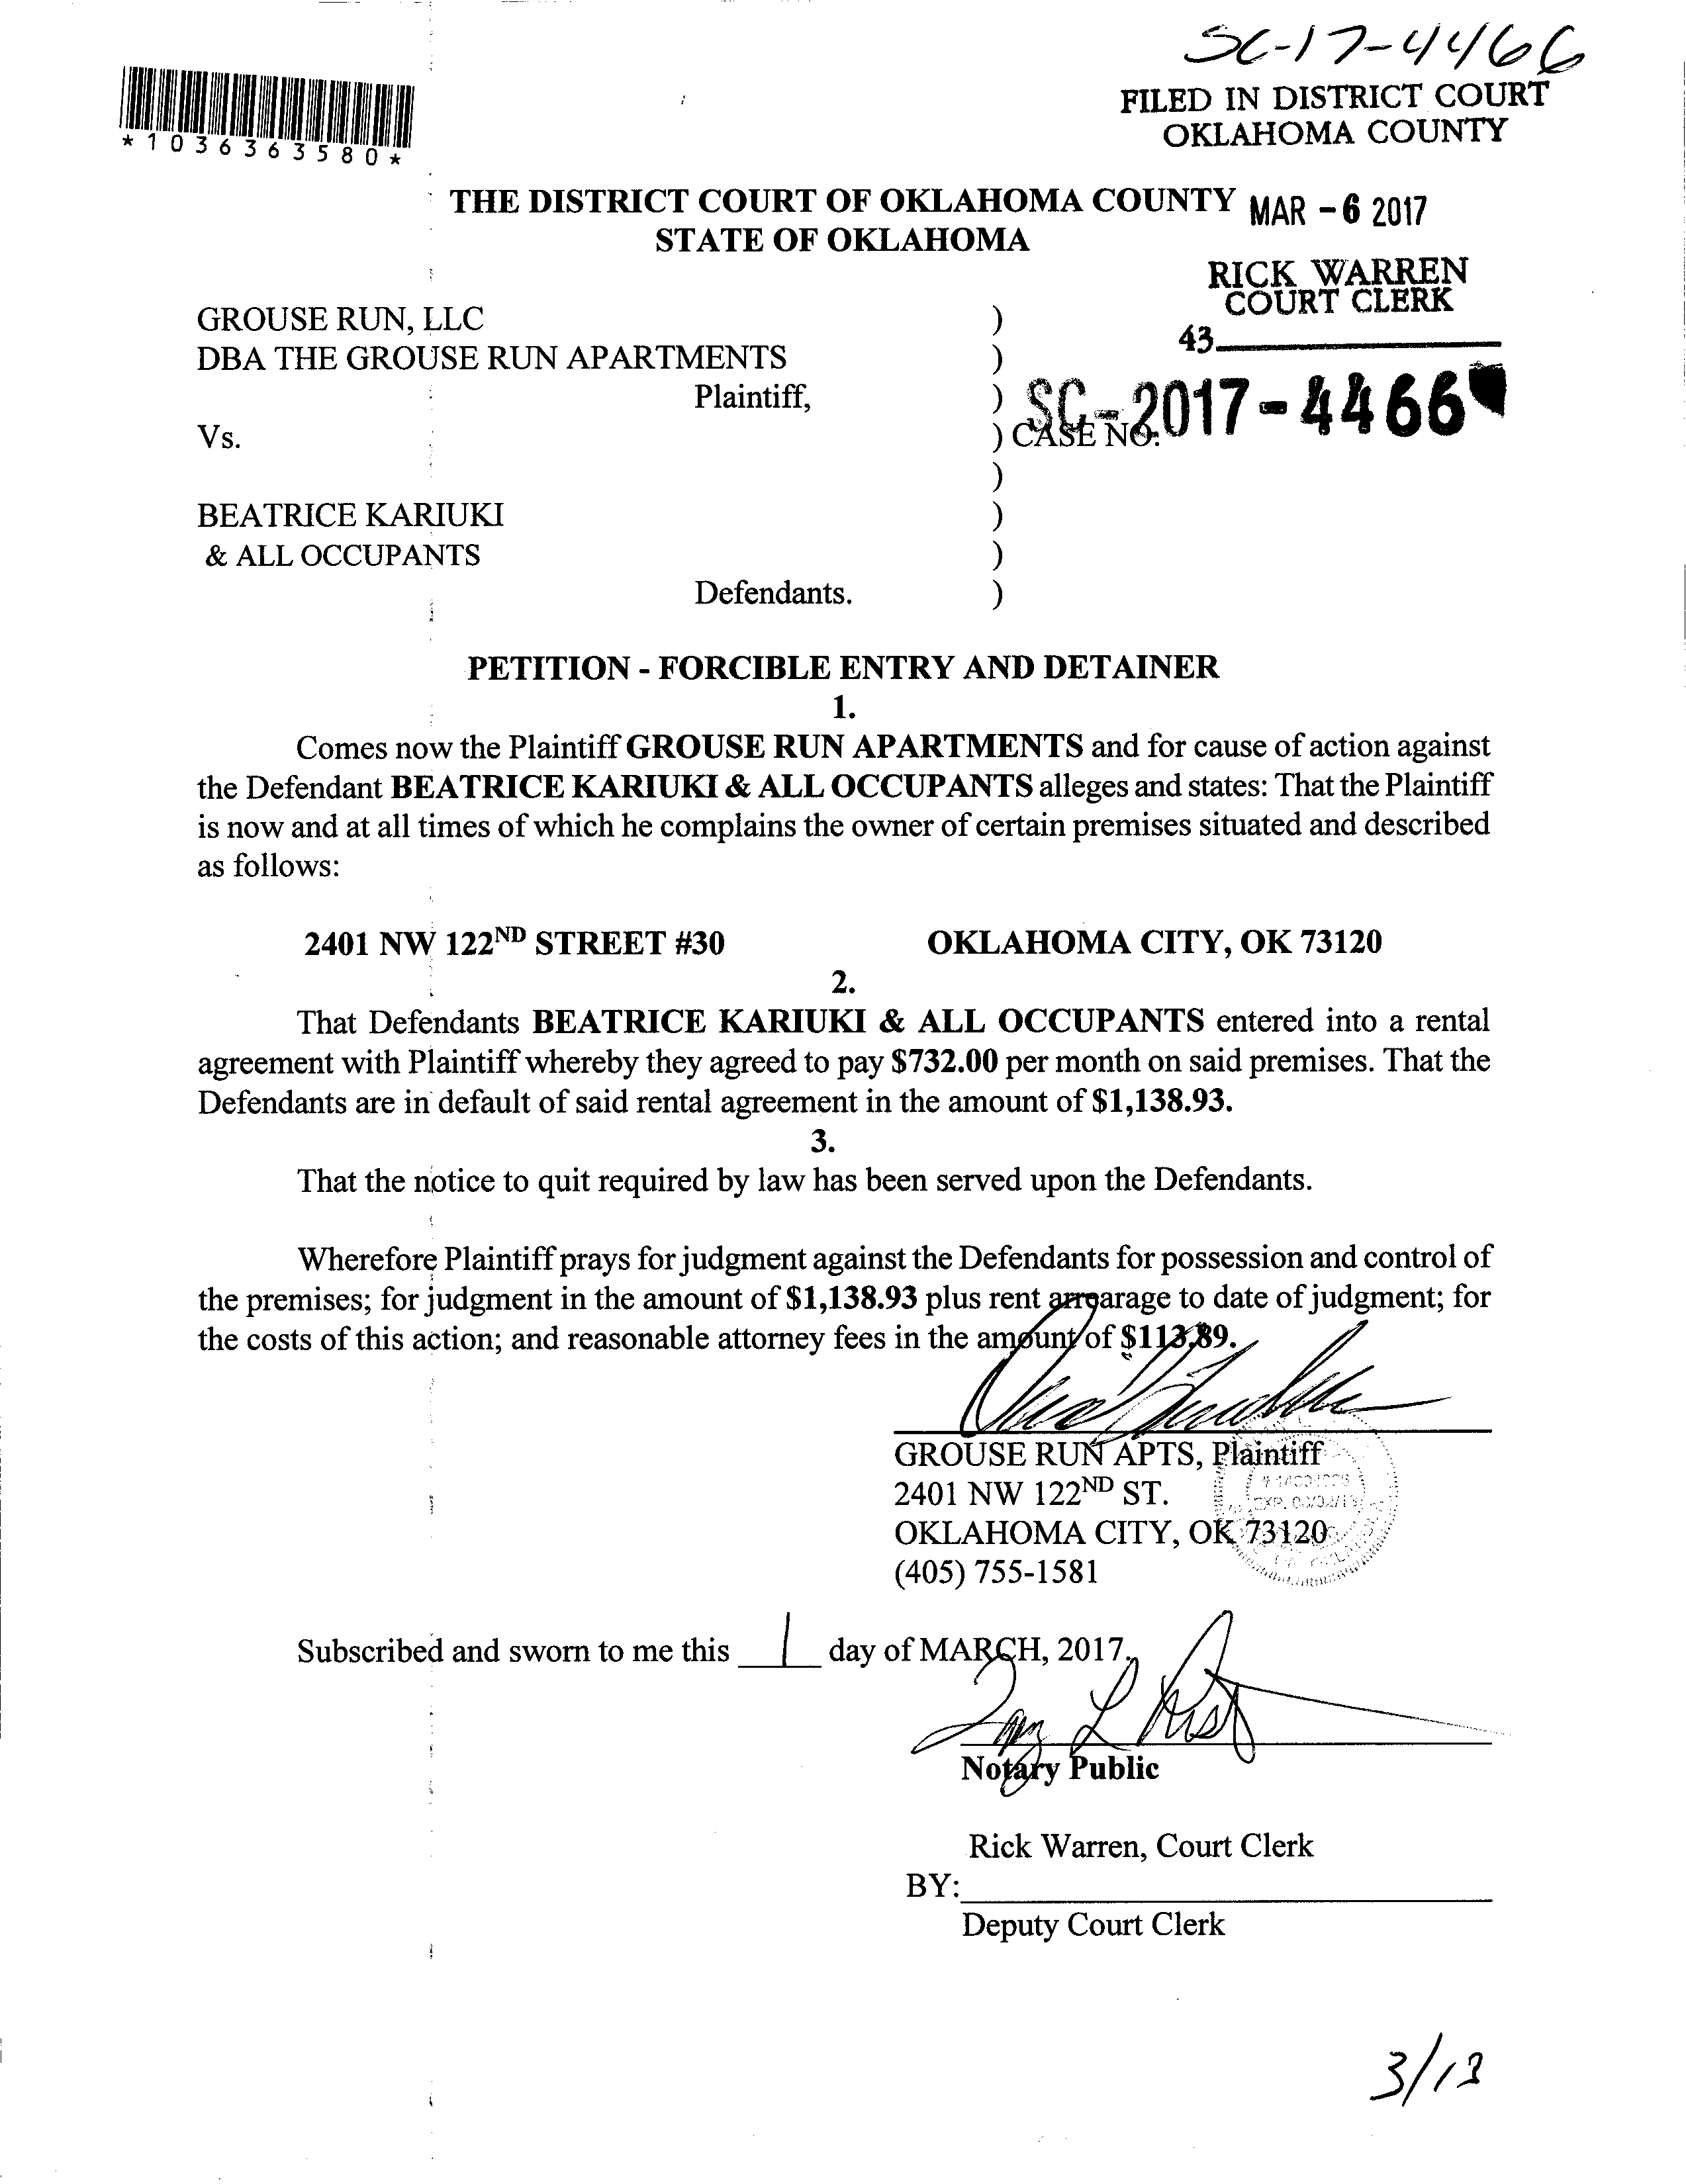 SC-17-4466
FILED IN DISTRICT COURT
OKLAHOMA COUNTY
*1036363580*
THE DISTRICT COURT OF OKLAHOMA COUNTY
STATE OF OKLAHOMA
MAR - 6 2017
RICK WARREN
COURT CLERK
43
GROUSE RUN, LLC )
DBA THE GROUSE RUN APARTMENTS )
Plaintiff, )
SC-2017-4466
Vs. ) CASE NO:
)
BEATRICE KARIUKI )
& ALL OCCUPANTS )
Defendants. )
PETITION - FORCIBLE ENTRY AND DETAINER
1.
Comes now the Plaintiff GROUSE RUN APARTMENTS and for cause of action against
the Defendant BEATRICE KARIUKI & ALL OCCUPANTS alleges and states: That the Plaintiff
is now and at all times of which he complains the owner of certain premises situated and described
as follows:
2401 NW 122ND STREET #30 OKLAHOMA CITY, OK 73120
2.
That Defendants BEATRICE KARIUKI & ALL OCCUPANTS entered into a rental
agreement with Plaintiff whereby they agreed to pay $732.00 per month on said premises. That the
Defendants are in default of said rental agreement in the amount of $1,138.93.
3.
That the notice to quit required by law has been served upon the Defendants.
Wherefore Plaintiff prays for judgment against the Defendants for possession and control of
the premises; for judgment in the amount of $1,138.93 plus rent arrearage to date of judgment; for
the costs of this action; and reasonable attorney fees in the amount of $113.89.
GROUSE RUN APTS, Plaintiff
2401 NW 122ND ST.
OKLAHOMA CITY, OK 73120
(405) 755-1581
Subscribed and sworn to me this 1 day of MARCH, 2017.
Notary Public
Rick Warren, Court Clerk
BY:
Deputy Court Clerk
3/13